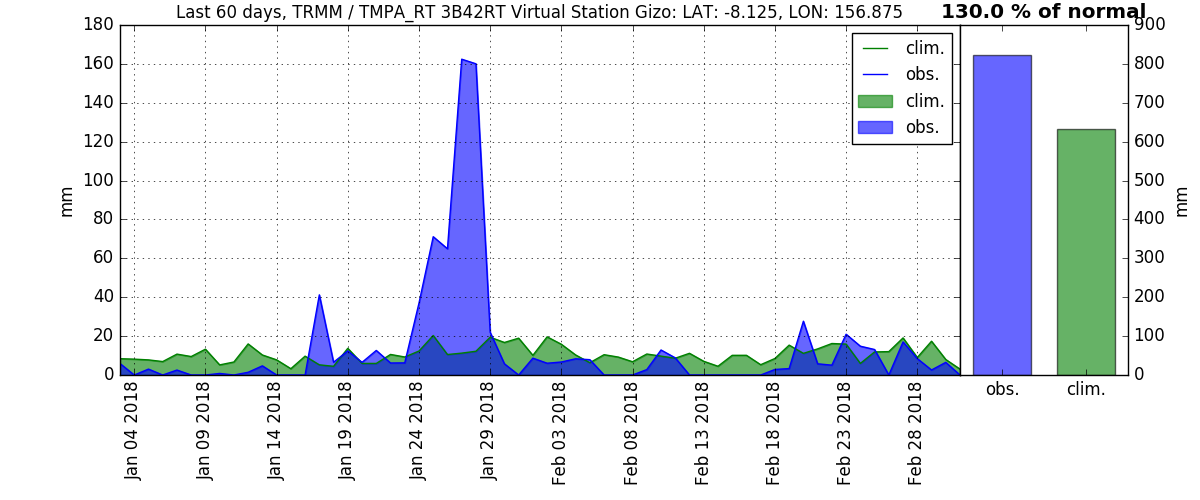 Last 60 days, TRMM / TMPA_RT 3B42RT Virtual Station Gizo: LAT: -8.125, LON: 156.875
130.0 % of normal
180
160
140
120
100
80
60
40
20
0
mm
clim.
obs.
clim.
obs.
Jan 04 2018
Jan 09 2018
Jan 14 2018
Jan 19 2018
Jan 24 2018
Jan 29 2018
Feb 03 2018
Feb 08 2018
Feb 13 2018
Feb 18 2018
Feb 23 2018
Feb 28 2018
900
800
700
600
500
400
300
200
100
0
mm
obs.
clim.